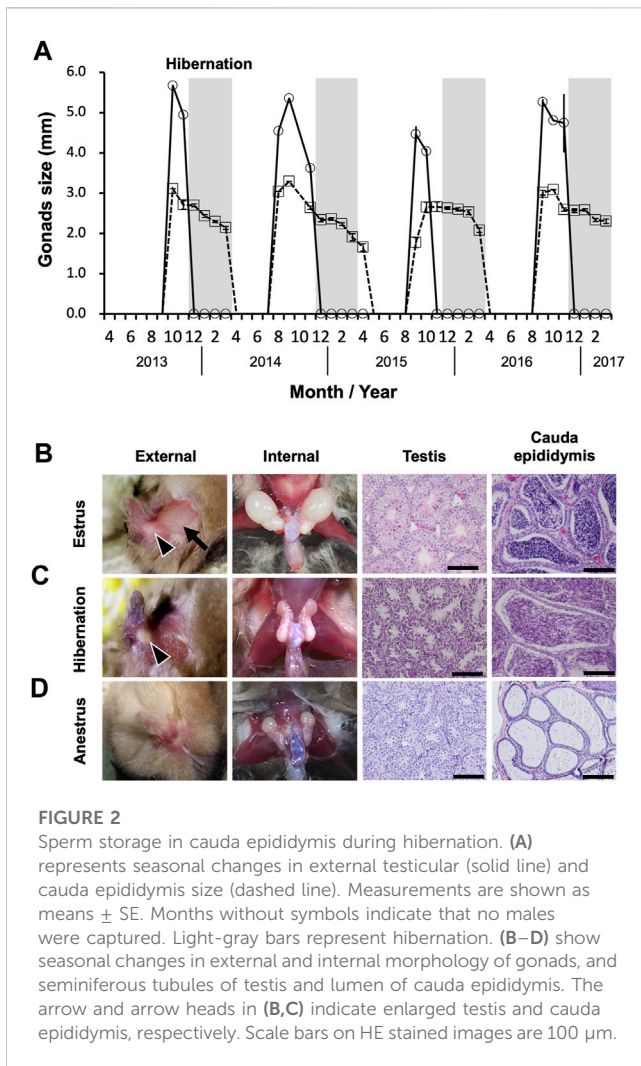 A
Hibernation
6.0
5.0
4.0
3.0
2.0
1.0
0.0
Gonads size (mm)
4 6 8 10 12 2 4 6 8 10 12 2 4 6 8 10 12 2 4 6 8 10 12 2
2013 2014 2015 2016 2017
Month / Year
B External Internal Testis Cauda epididymis
Estrus
C
Hibernation
D
Anestrus
FIGURE 2
Sperm storage in cauda epididymis during hibernation. (A)
represents seasonal changes in external testicular (solid line) and
cauda epididymis size (dashed line). Measurements are shown as
means ± SE. Months without symbols indicate that no males
were captured. Light-gray bars represent hibernation. (B–D) show
seasonal changes in external and internal morphology of gonads, and
seminiferous tubules of testis and lumen of cauda epididymis. The
arrow and arrow heads in (B,C) indicate enlarged testis and cauda
epididymis, respectively. Scale bars on HE stained images are 100 μm.